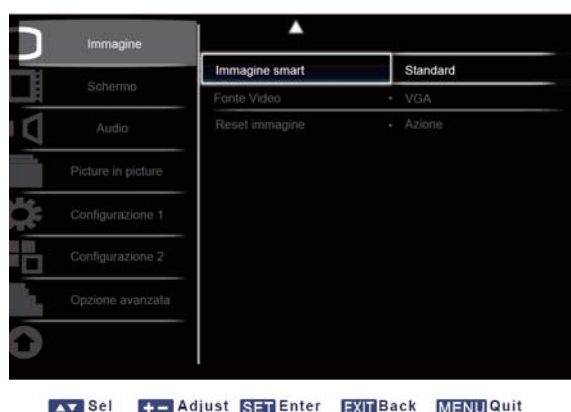 Immagine
Schermo
Audio
Picture in picture
Configurazione 1
Configurazione 2
Opzione avanzata
Immagine smart Standard
Fonte Video • VGA
Reset immagine • Azione
▲▼ Sel + − Adjust SET Enter EXIT Back MENU Quit